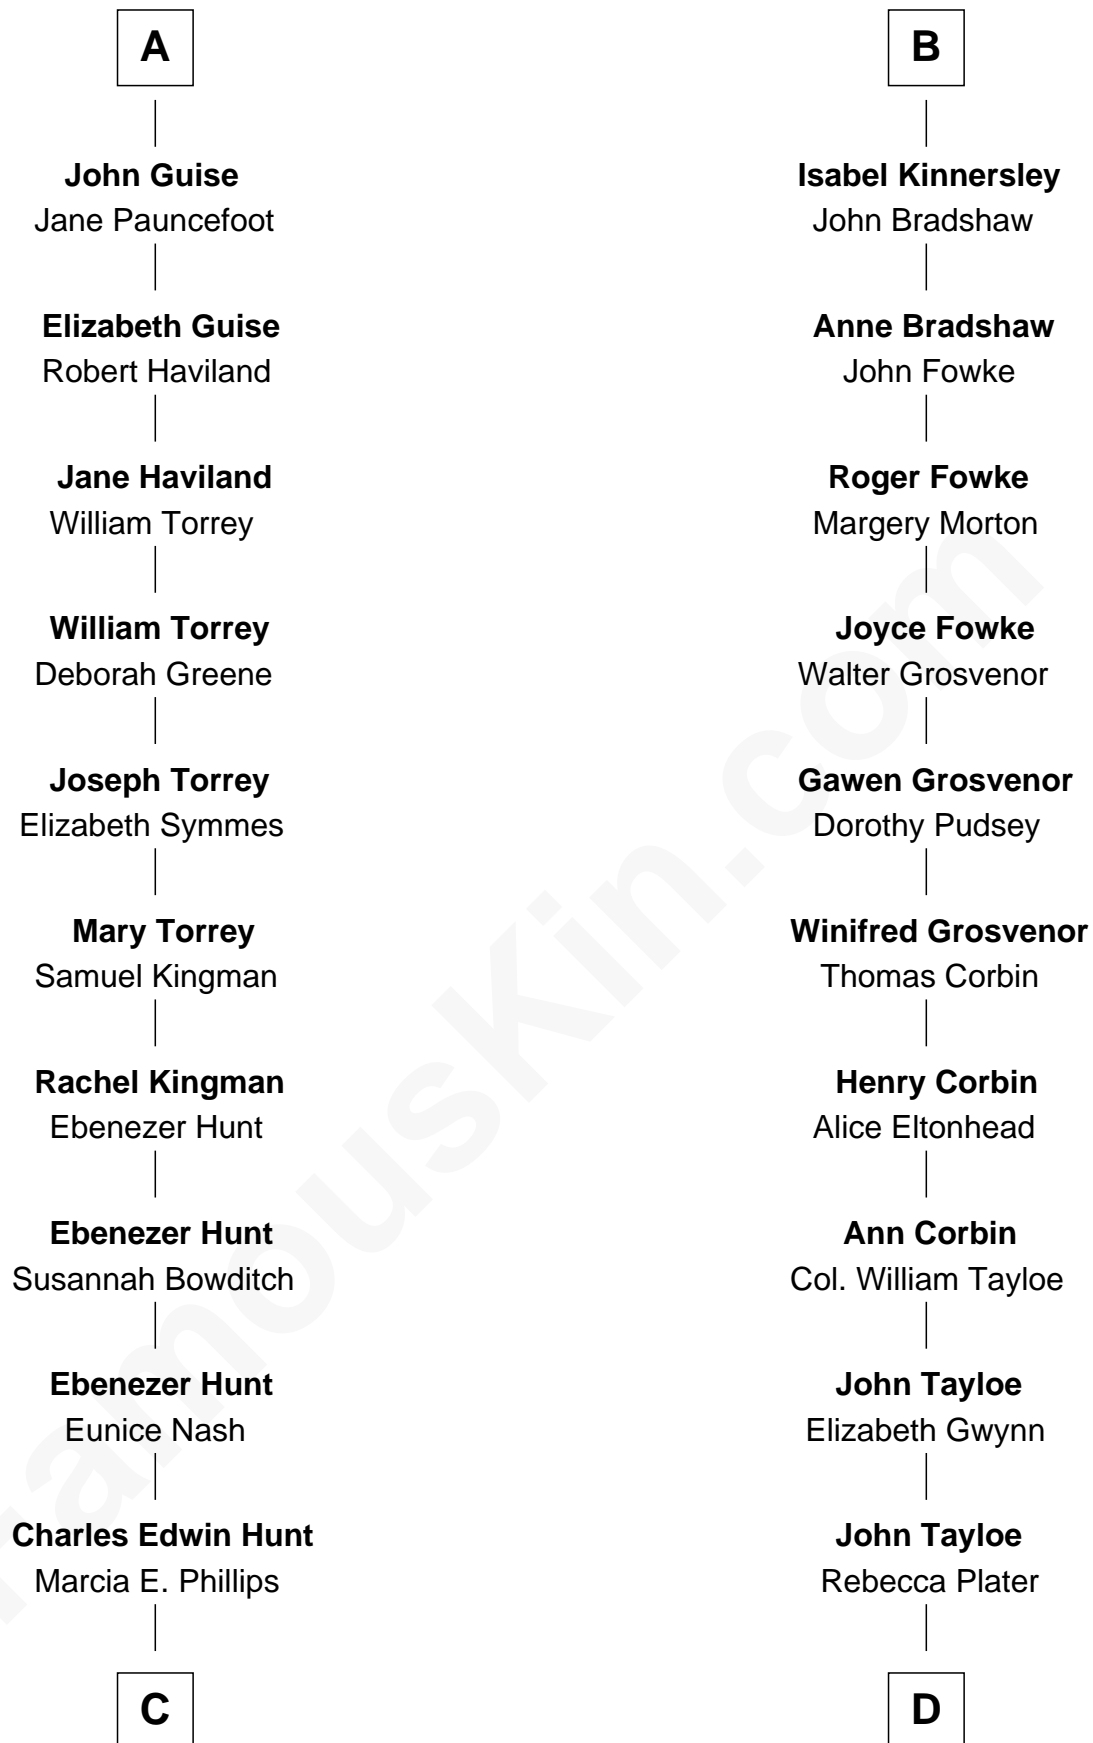 A
John Guise
Jane Pauncefoot
Elizabeth Guise
Robert Haviland
Jane Haviland
William Torrey
William Torrey
Deborah Greene
Joseph Torrey
Elizabeth Symmes
Mary Torrey
Samuel Kingman
Rachel Kingman
Ebenezer Hunt
Ebenezer Hunt
Susannah Bowditch
Ebenezer Hunt
Eunice Nash
Charles Edwin Hunt
Marcia E. Phillips
C
B
Isabel Kinnersley
John Bradshaw
Anne Bradshaw
John Fowke
Roger Fowke
Margery Morton
Joyce Fowke
Walter Grosvenor
Gawen Grosvenor
Dorothy Pudsey
Winifred Grosvenor
Thomas Corbin
Henry Corbin
Alice Eltonhead
Ann Corbin
Col. William Tayloe
John Tayloe
Elizabeth Gwynn
John Tayloe
Rebecca Plater
D
FamousKin.com